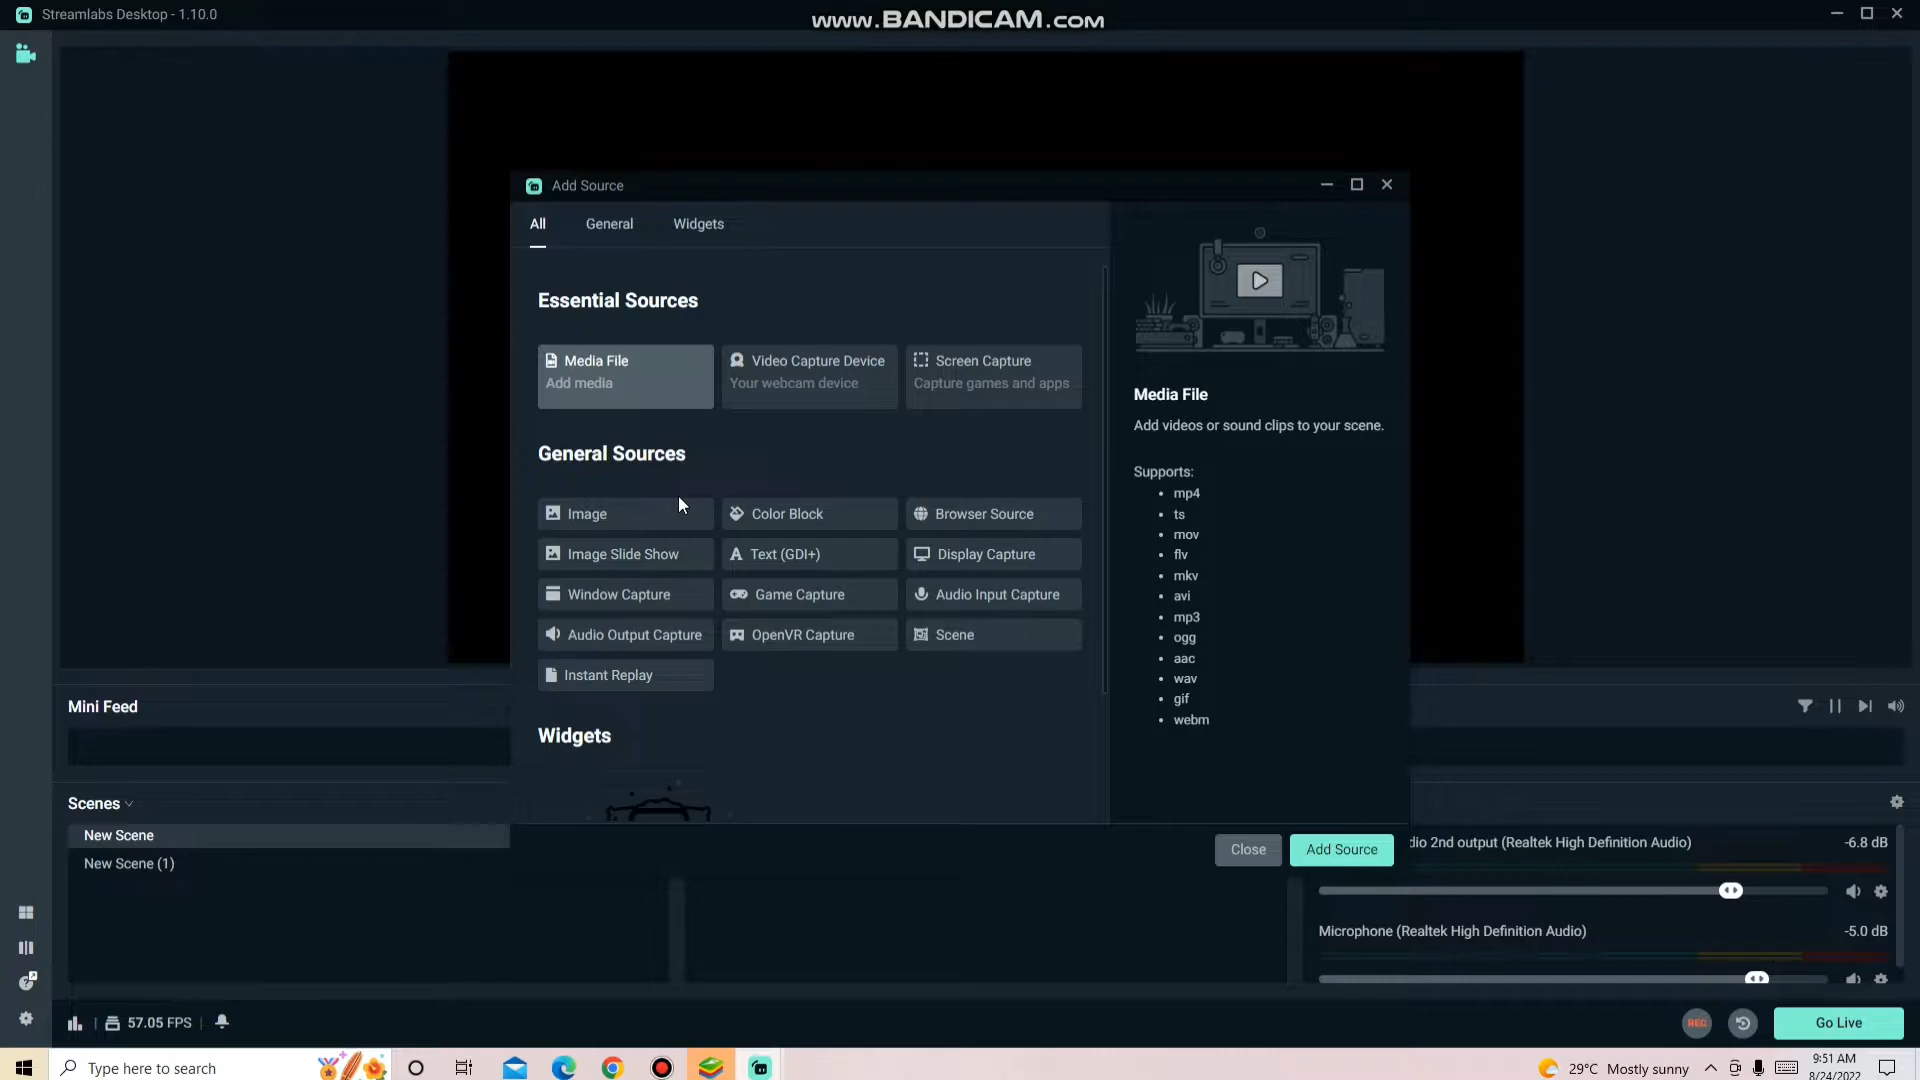 Streamlabs Desktop - 1.10.0
www.BANDICAM.com
Add Source
All General Widgets
Essential Sources
Media File
Add media
Video Capture Device
Your webcam device
Screen Capture
Capture games and apps
General Sources
Image
Color Block
Browser Source
Image Slide Show
Text (GDI+)
Display Capture
Window Capture
Game Capture
Audio Input Capture
Audio Output Capture
OpenVR Capture
Scene
Instant Replay
Widgets
Media File
Add videos or sound clips to your scene.
Supports:
• mp4
• ts
• mov
• flv
• mkv
• avi
• mp3
• ogg
• aac
• wav
• gif
• webm
Close
Add Source
Mini Feed
Scenes
New Scene
New Scene (1)
dio 2nd output (Realtek High Definition Audio) -6.8 dB
Microphone (Realtek High Definition Audio) -5.0 dB
57.05 FPS
REC
Go Live
Type here to search
29°C Mostly sunny
9:51 AM
8/24/2022